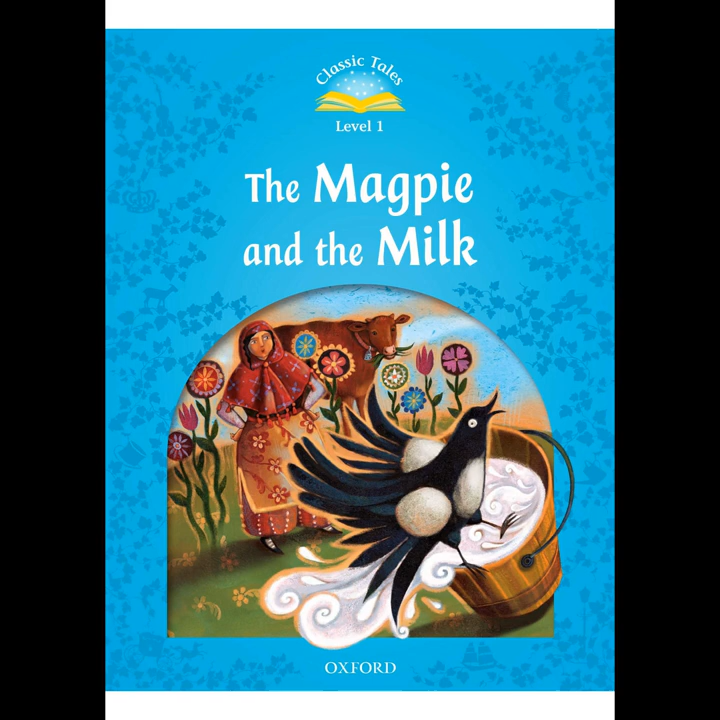 Classic Tales
Level 1
The Magpie
and the Milk
OXFORD